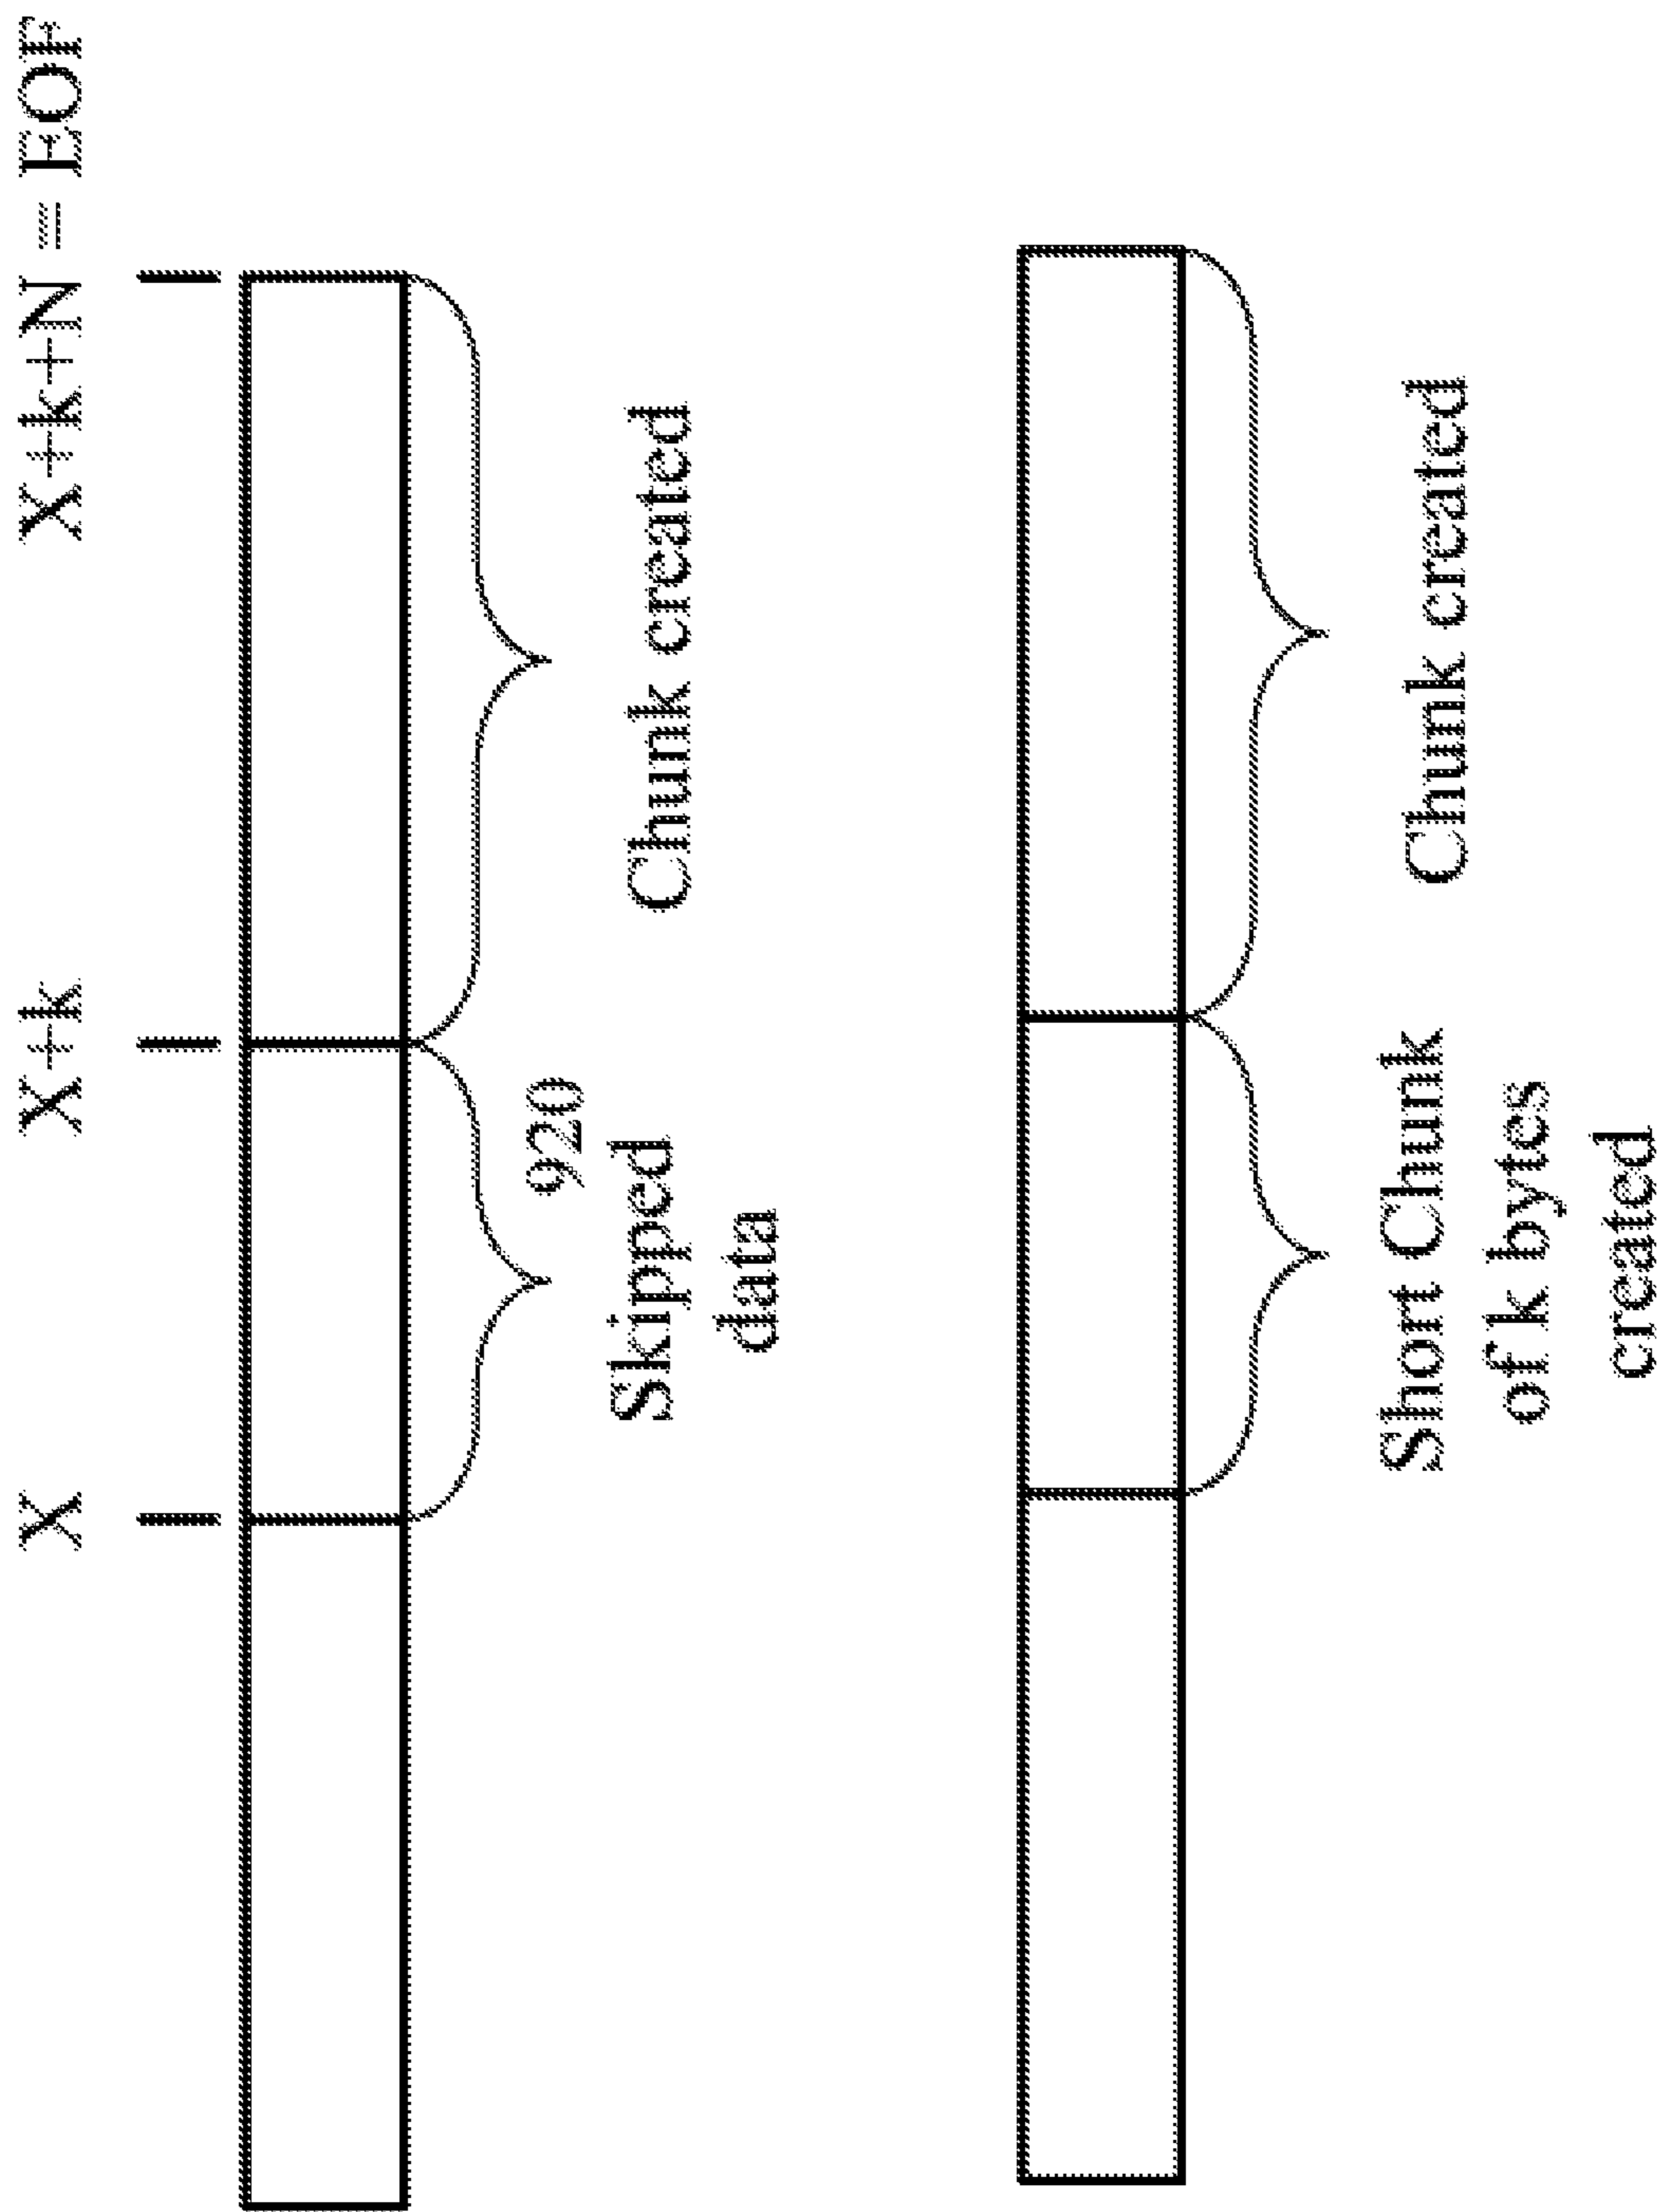 X
X+k
X+k+N = EOF
920
Skipped
data
Chunk created
Short Chunk
of k bytes
created
Chunk created